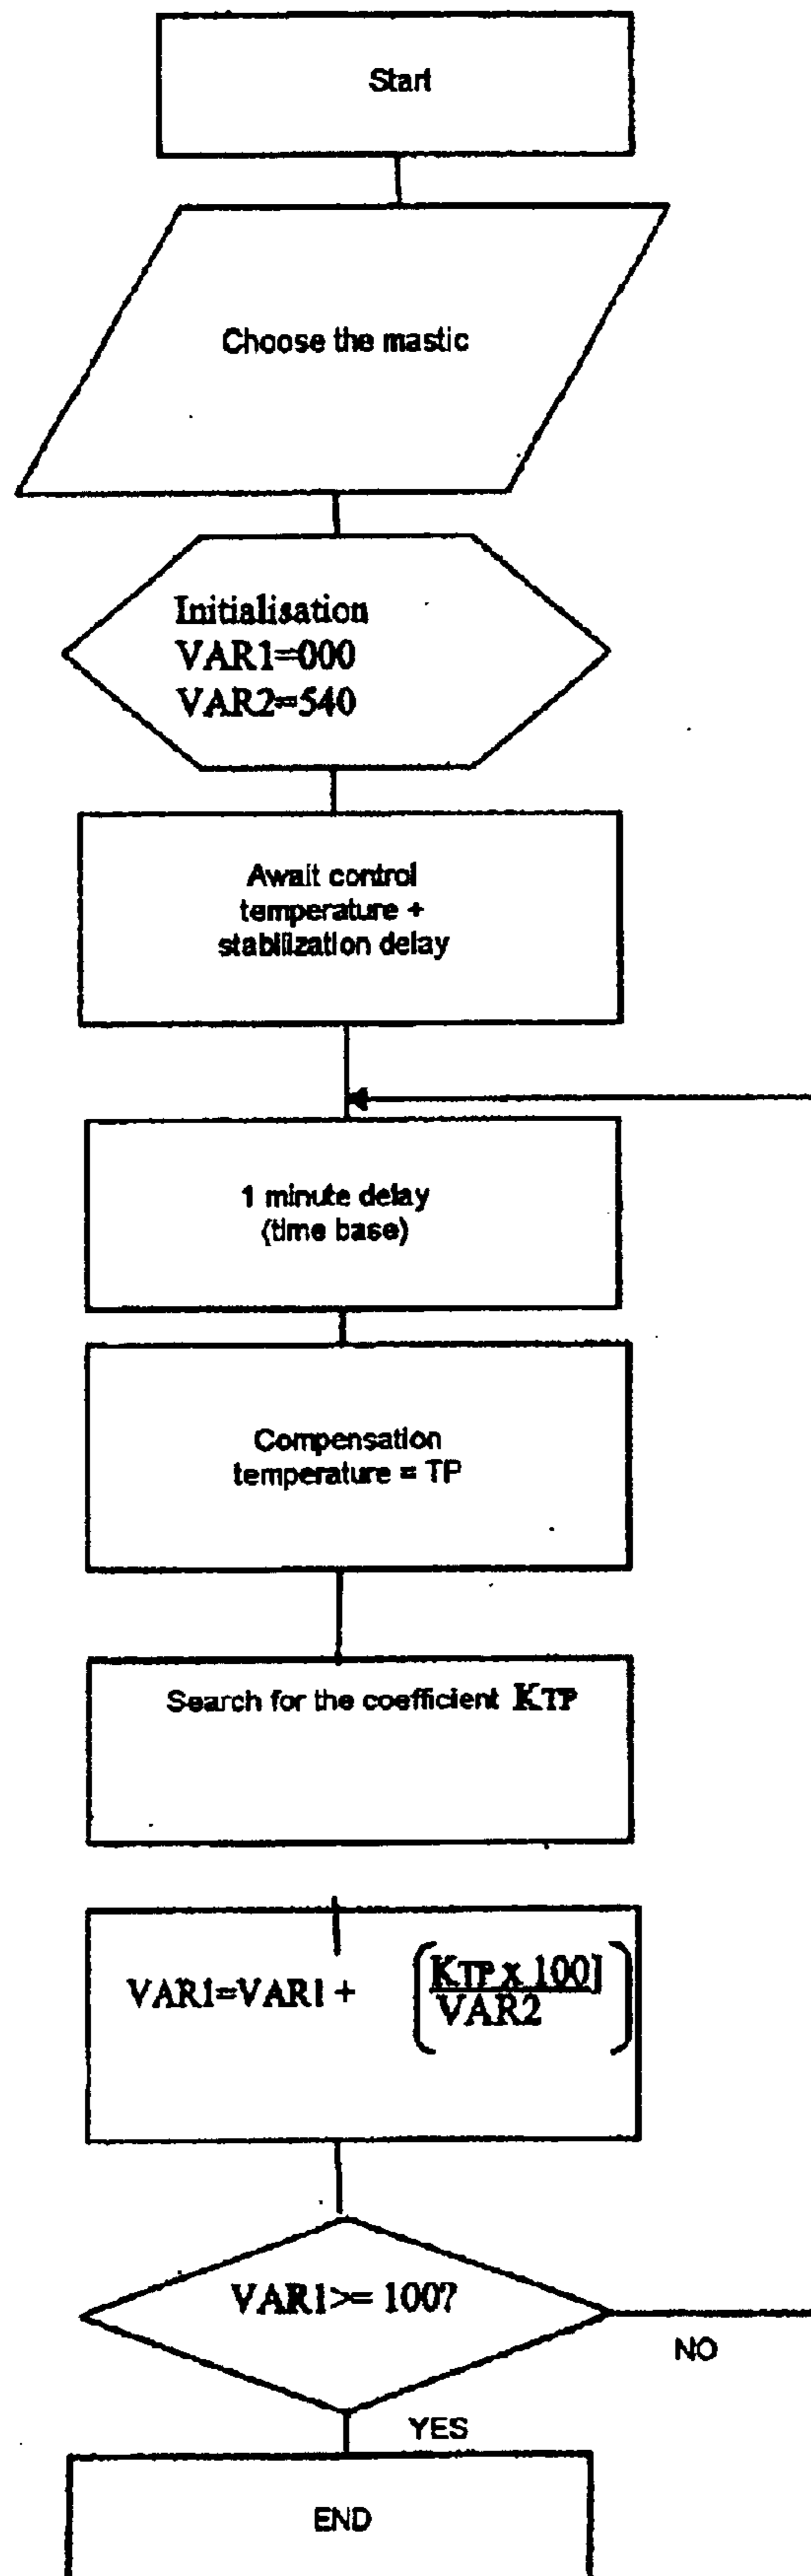 Start
Choose the mastic
Initialisation
VAR1=000
VAR2=540
Await control
temperature +
stabilization delay
1 minute delay
(time base)
Compensation
temperature = TP
Search for the coefficient KTP
VAR1=VAR1 + (KTP x 100]
VAR2)
VAR1>= 100?
NO
YES
END